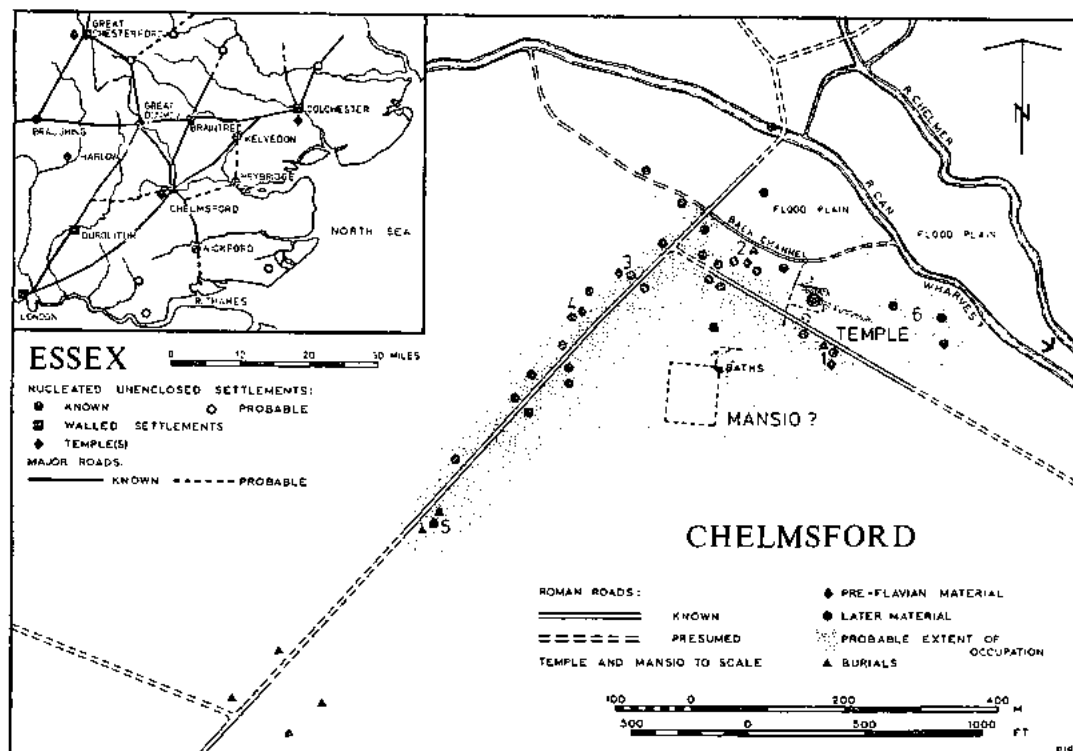 GREAT
CHESTERFORD
COLCHESTER
GREAT
BRAINTREE
KELVEDON
BRAUGHING
HARLOW
HEYBRIDGE
CHELMSFORD
WICKFORD
NORTH SEA
R. THAMES
LONDON
ESSEX
0 10 20 30 MILES
NUCLEATED UNENCLOSED SETTLEMENTS:
KNOWN PROBABLE
WALLED SETTLEMENTS
TEMPLE(S)
MAJOR ROADS:
KNOWN PROBABLE
N
R. CHELMER
R. CAN
FLOOD PLAIN
FLOOD PLAIN
BACK CHANNEL
WHARVES?
2A
3
4
6
TEMPLE
1
BATHS
MANSIO ?
5
CHELMSFORD
ROMAN ROADS:
KNOWN
PRESUMED
TEMPLE AND MANSIO TO SCALE
PRE-FLAVIAN MATERIAL
LATER MATERIAL
PROBABLE EXTENT OF
OCCUPATION
BURIALS
100 0 200 400 M
300 0 500 1000 FT